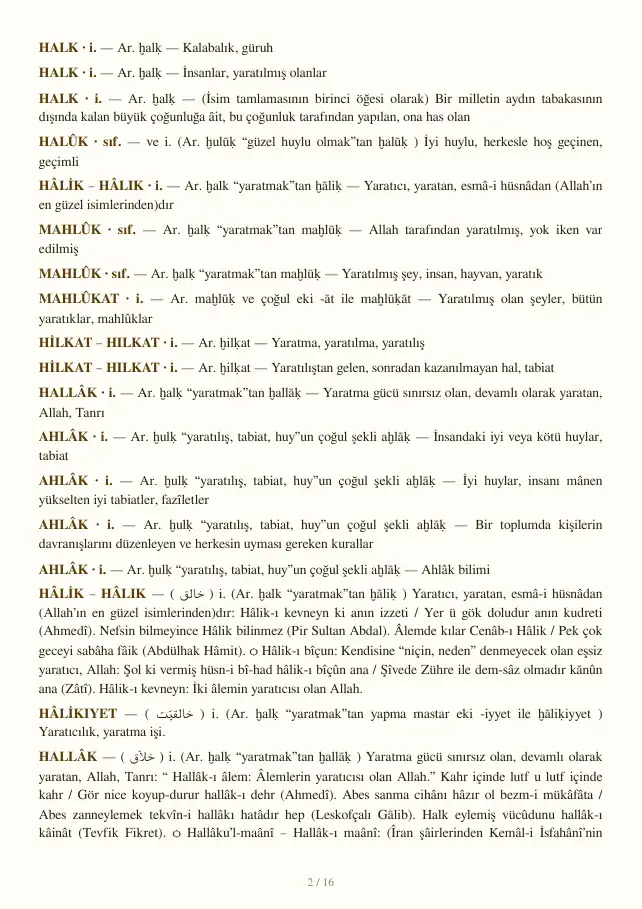 HALK · i. — Ar. ḫalḳ — Kalabalık, güruh
HALK · i. — Ar. ḫalḳ — İnsanlar, yaratılmış olanlar
HALK · i. — Ar. ḫalḳ — (İsim tamlamasının birinci öğesi olarak) Bir milletin aydın tabakasının
dışında kalan büyük çoğunluğa âit, bu çoğunluk tarafından yapılan, ona has olan
HALÛK · sıf. — ve i. (Ar. ḫulūḳ “güzel huylu olmak”tan ḫalūḳ ) İyi huylu, herkesle hoş geçinen,
geçimli
HÂLİK – HÂLIK · i. — Ar. halk “yaratmak”tan ḫāliḳ — Yaratıcı, yaratan, esmâ-i hüsnâdan (Allah’ın
en güzel isimlerinden)dır
MAHLÛK · sıf. — Ar. ḫalḳ “yaratmak”tan maḫlūḳ — Allah tarafından yaratılmış, yok iken var
edilmiş
MAHLÛK · sıf. — Ar. ḫalḳ “yaratmak”tan maḫlūḳ — Yaratılmış şey, insan, hayvan, yaratık
MAHLÛKAT · i. — Ar. maḫlūḳ ve çoğul eki -āt ile maḫlūḳāt — Yaratılmış olan şeyler, bütün
yaratıklar, mahlûklar
HİLKAT – HILKAT · i. — Ar. ḫilḳat — Yaratma, yaratılma, yaratılış
HİLKAT – HILKAT · i. — Ar. ḫilḳat — Yaratılıştan gelen, sonradan kazanılmayan hal, tabiat
HALLÂK · i. — Ar. ḫalḳ “yaratmak”tan ḫallāḳ — Yaratma gücü sınırsız olan, devamlı olarak yaratan,
Allah, Tanrı
AHLÂK · i. — Ar. ḫulḳ “yaratılış, tabiat, huy”un çoğul şekli aḫlāḳ — İnsandaki iyi veya kötü huylar,
tabiat
AHLÂK · i. — Ar. ḫulḳ “yaratılış, tabiat, huy”un çoğul şekli aḫlāḳ — İyi huylar, insanı mânen
yükselten iyi tabiatler, fazîletler
AHLÂK · i. — Ar. ḫulḳ “yaratılış, tabiat, huy”un çoğul şekli aḫlāḳ — Bir toplumda kişilerin
davranışlarını düzenleyen ve herkesin uyması gereken kurallar
AHLÂK · i. — Ar. ḫulḳ “yaratılış, tabiat, huy”un çoğul şekli aḫlāḳ — Ahlâk bilimi
HÂLİK – HÂLIK — ( خالق ) i. (Ar. ḫalk “yaratmak”tan ḫāliḳ ) Yaratıcı, yaratan, esmâ-i hüsnâdan
(Allah’ın en güzel isimlerinden)dır: Hâlik-ı kevneyn ki anın izzeti / Yer ü gök doludur anın kudreti
(Ahmedî). Nefsin bilmeyince Hâlik bilinmez (Pir Sultan Abdal). Âlemde kılar Cenâb-ı Hâlik / Pek çok
geceyi sabâha fâik (Abdülhak Hâmit). ѻ Hâlik-ı bîçun: Kendisine “niçin, neden” denmeyecek olan eşsiz
yaratıcı, Allah: Şol ki vermiş hüsn-i bî-had hâlik-ı bîçûn ana / Şîvede Zühre ile dem-sâz olmadır kānûn
ana (Zâtî). Hâlik-ı kevneyn: İki âlemin yaratıcısı olan Allah.
HÂLİKIYET — ( خالقيّت ) i. (Ar. ḫalḳ “yaratmak”tan yapma mastar eki -iyyet ile ḫāliḳiyyet )
Yaratıcılık, yaratma işi.
HALLÂK — ( خلاّق ) i. (Ar. ḫalḳ “yaratmak”tan ḫallāḳ ) Yaratma gücü sınırsız olan, devamlı olarak
yaratan, Allah, Tanrı: “ Hallâk-ı âlem: Âlemlerin yaratıcısı olan Allah.” Kahr içinde lutf u lutf içinde
kahr / Gör nice koyup-durur hallâk-ı dehr (Ahmedî). Abes sanma cihânı hâzır ol bezm-i mükâfâta /
Abes zanneylemek tekvîn-i hallâkı hatâdır hep (Leskofçalı Gālib). Halk eylemiş vücûdunu hallâk-ı
kâinât (Tevfik Fikret). ѻ Hallâku’l-maânî – Hallâk-ı maânî: (Îran şâirlerinden Kemâl-i İsfahânî’nin
2 / 16